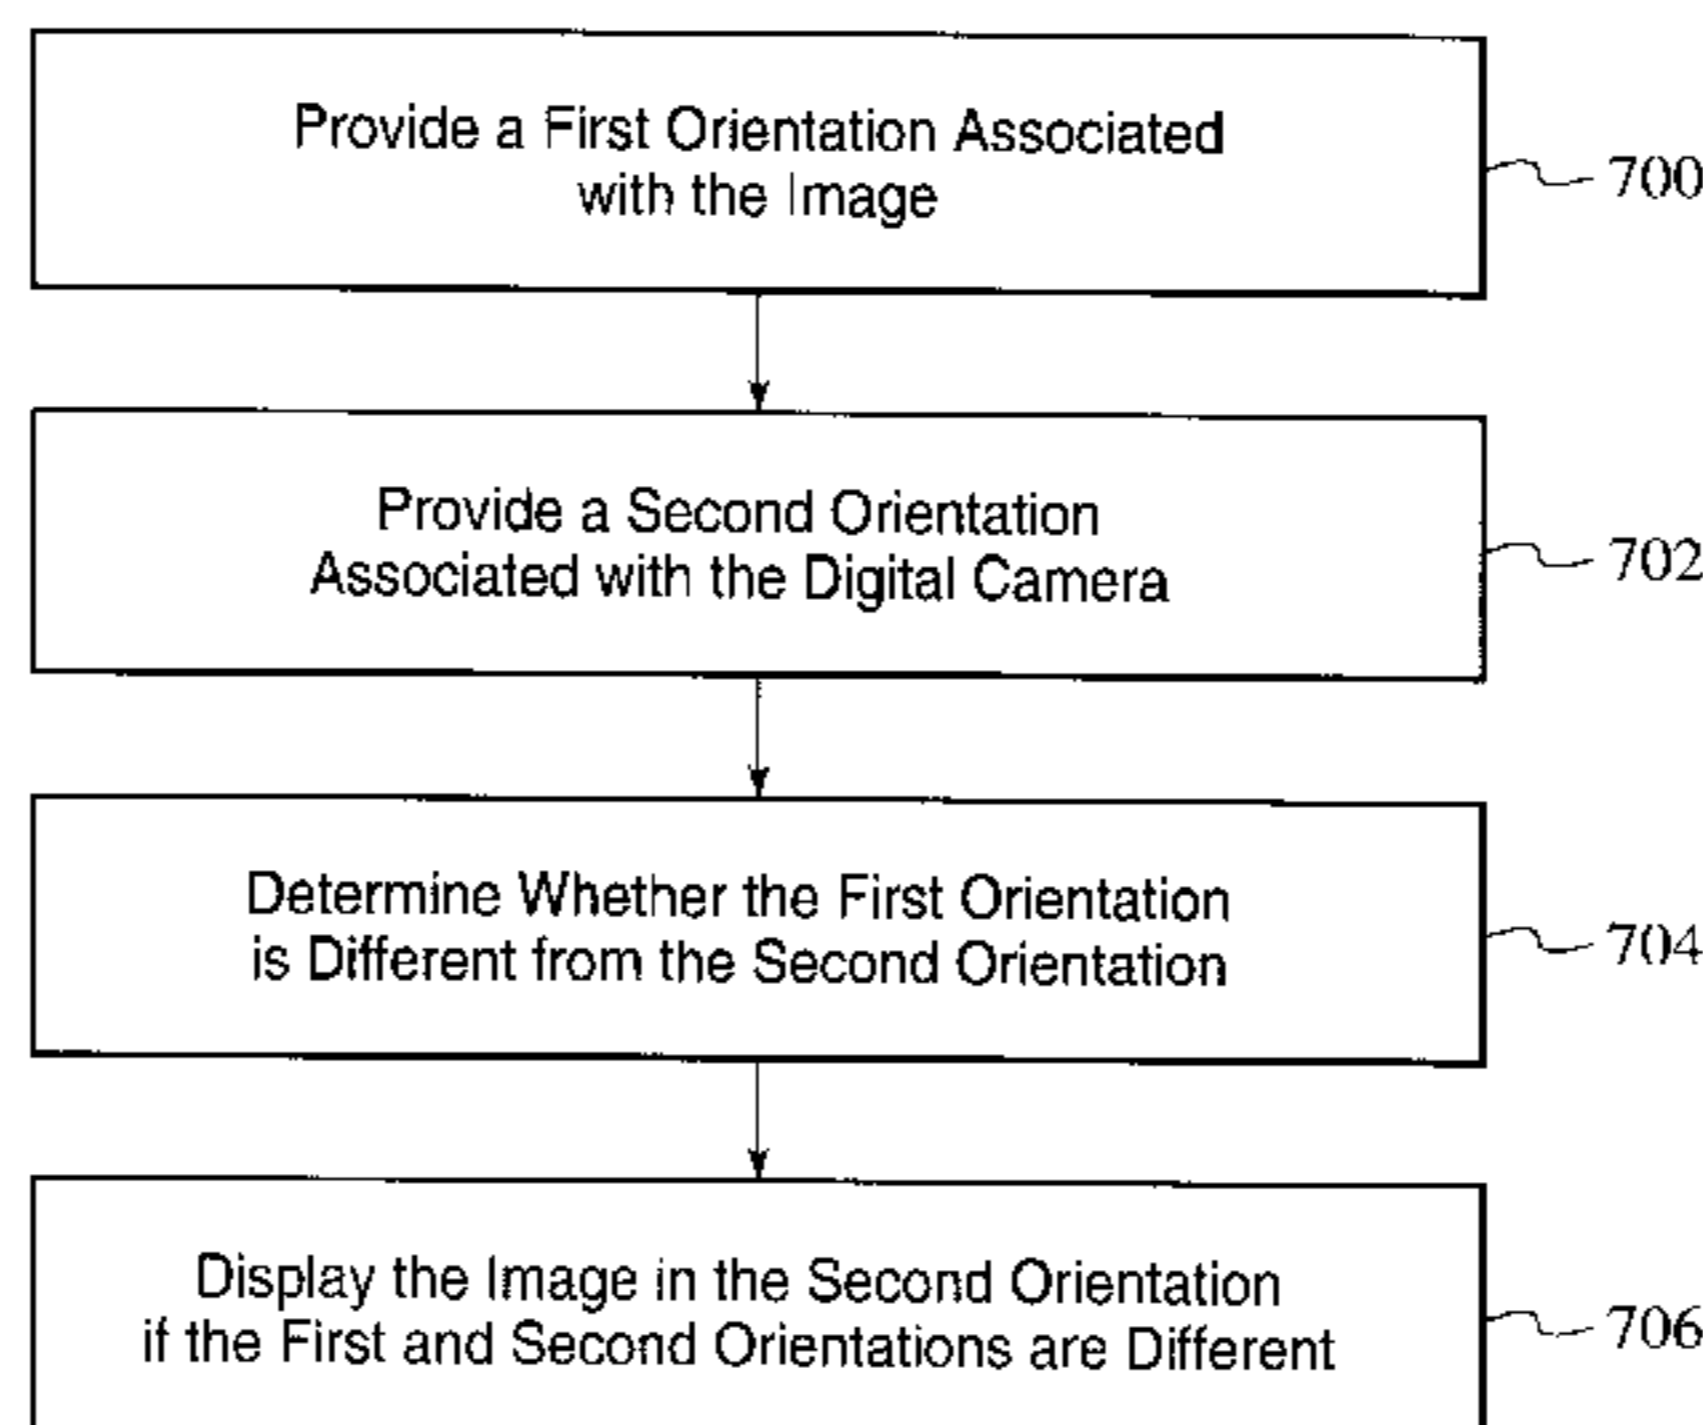 Provide a First Orientation Associated
with the Image
700
Provide a Second Orientation
Associated with the Digital Camera
702
Determine Whether the First Orientation
is Different from the Second Orientation
704
Display the Image in the Second Orientation
if the First and Second Orientations are Different
706